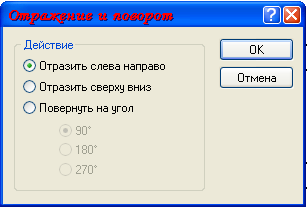 Отражение и поворот
Действие
Отразить слева направо
Отразить сверху вниз
Повернуть на угол
90°
180°
270°
OK
Отмена